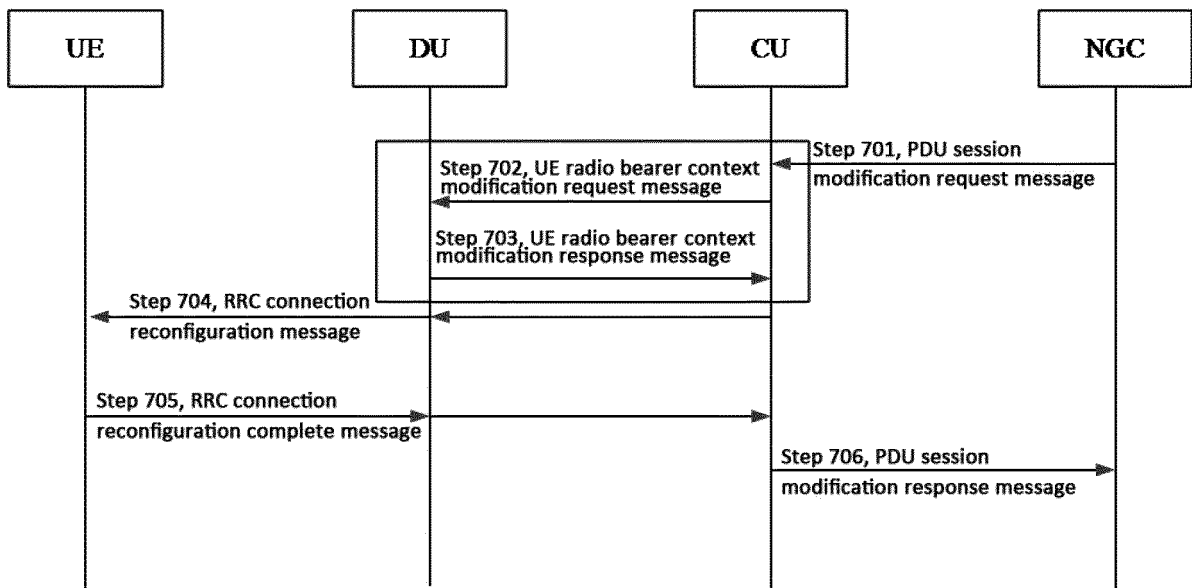 UE
DU
CU
NGC
Step 701, PDU session
modification request message
Step 702, UE radio bearer context
modification request message
Step 703, UE radio bearer context
modification response message
Step 704, RRC connection
reconfiguration message
Step 705, RRC connection
reconfiguration complete message
Step 706, PDU session
modification response message